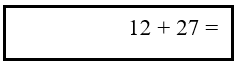 12 + 27 =